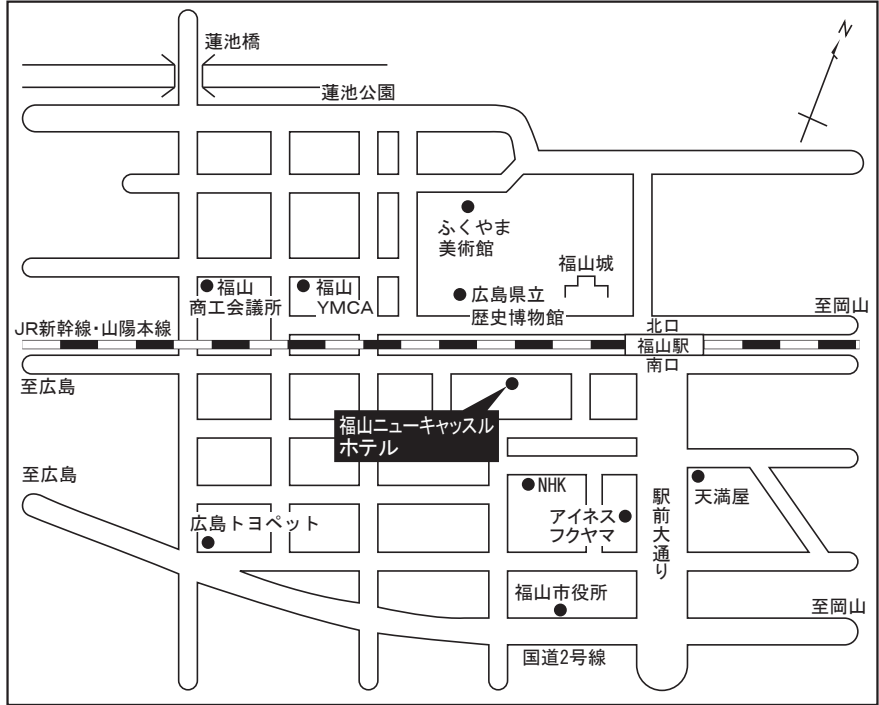 蓮池橋
N
蓮池公園
ふくやま
美術館
福山城
福山
商工会議所
福山
YMCA
広島県立
歴史博物館
至岡山
JR新幹線・山陽本線
北口
福山駅
南口
至広島
福山ニューキャッスル
ホテル
至広島
NHK
天満屋
広島トヨペット
アイネス
フクヤマ
駅前大通り
福山市役所
至岡山
国道2号線